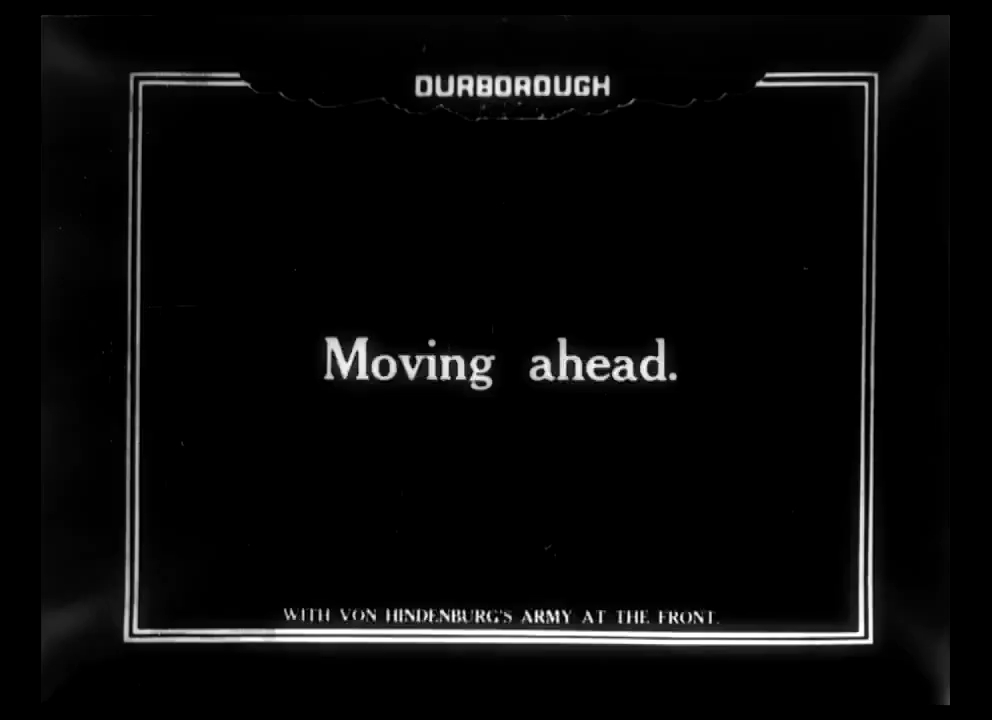 DURBOROUGH
Moving ahead.
WITH VON HINDENBURG'S ARMY AT THE FRONT.